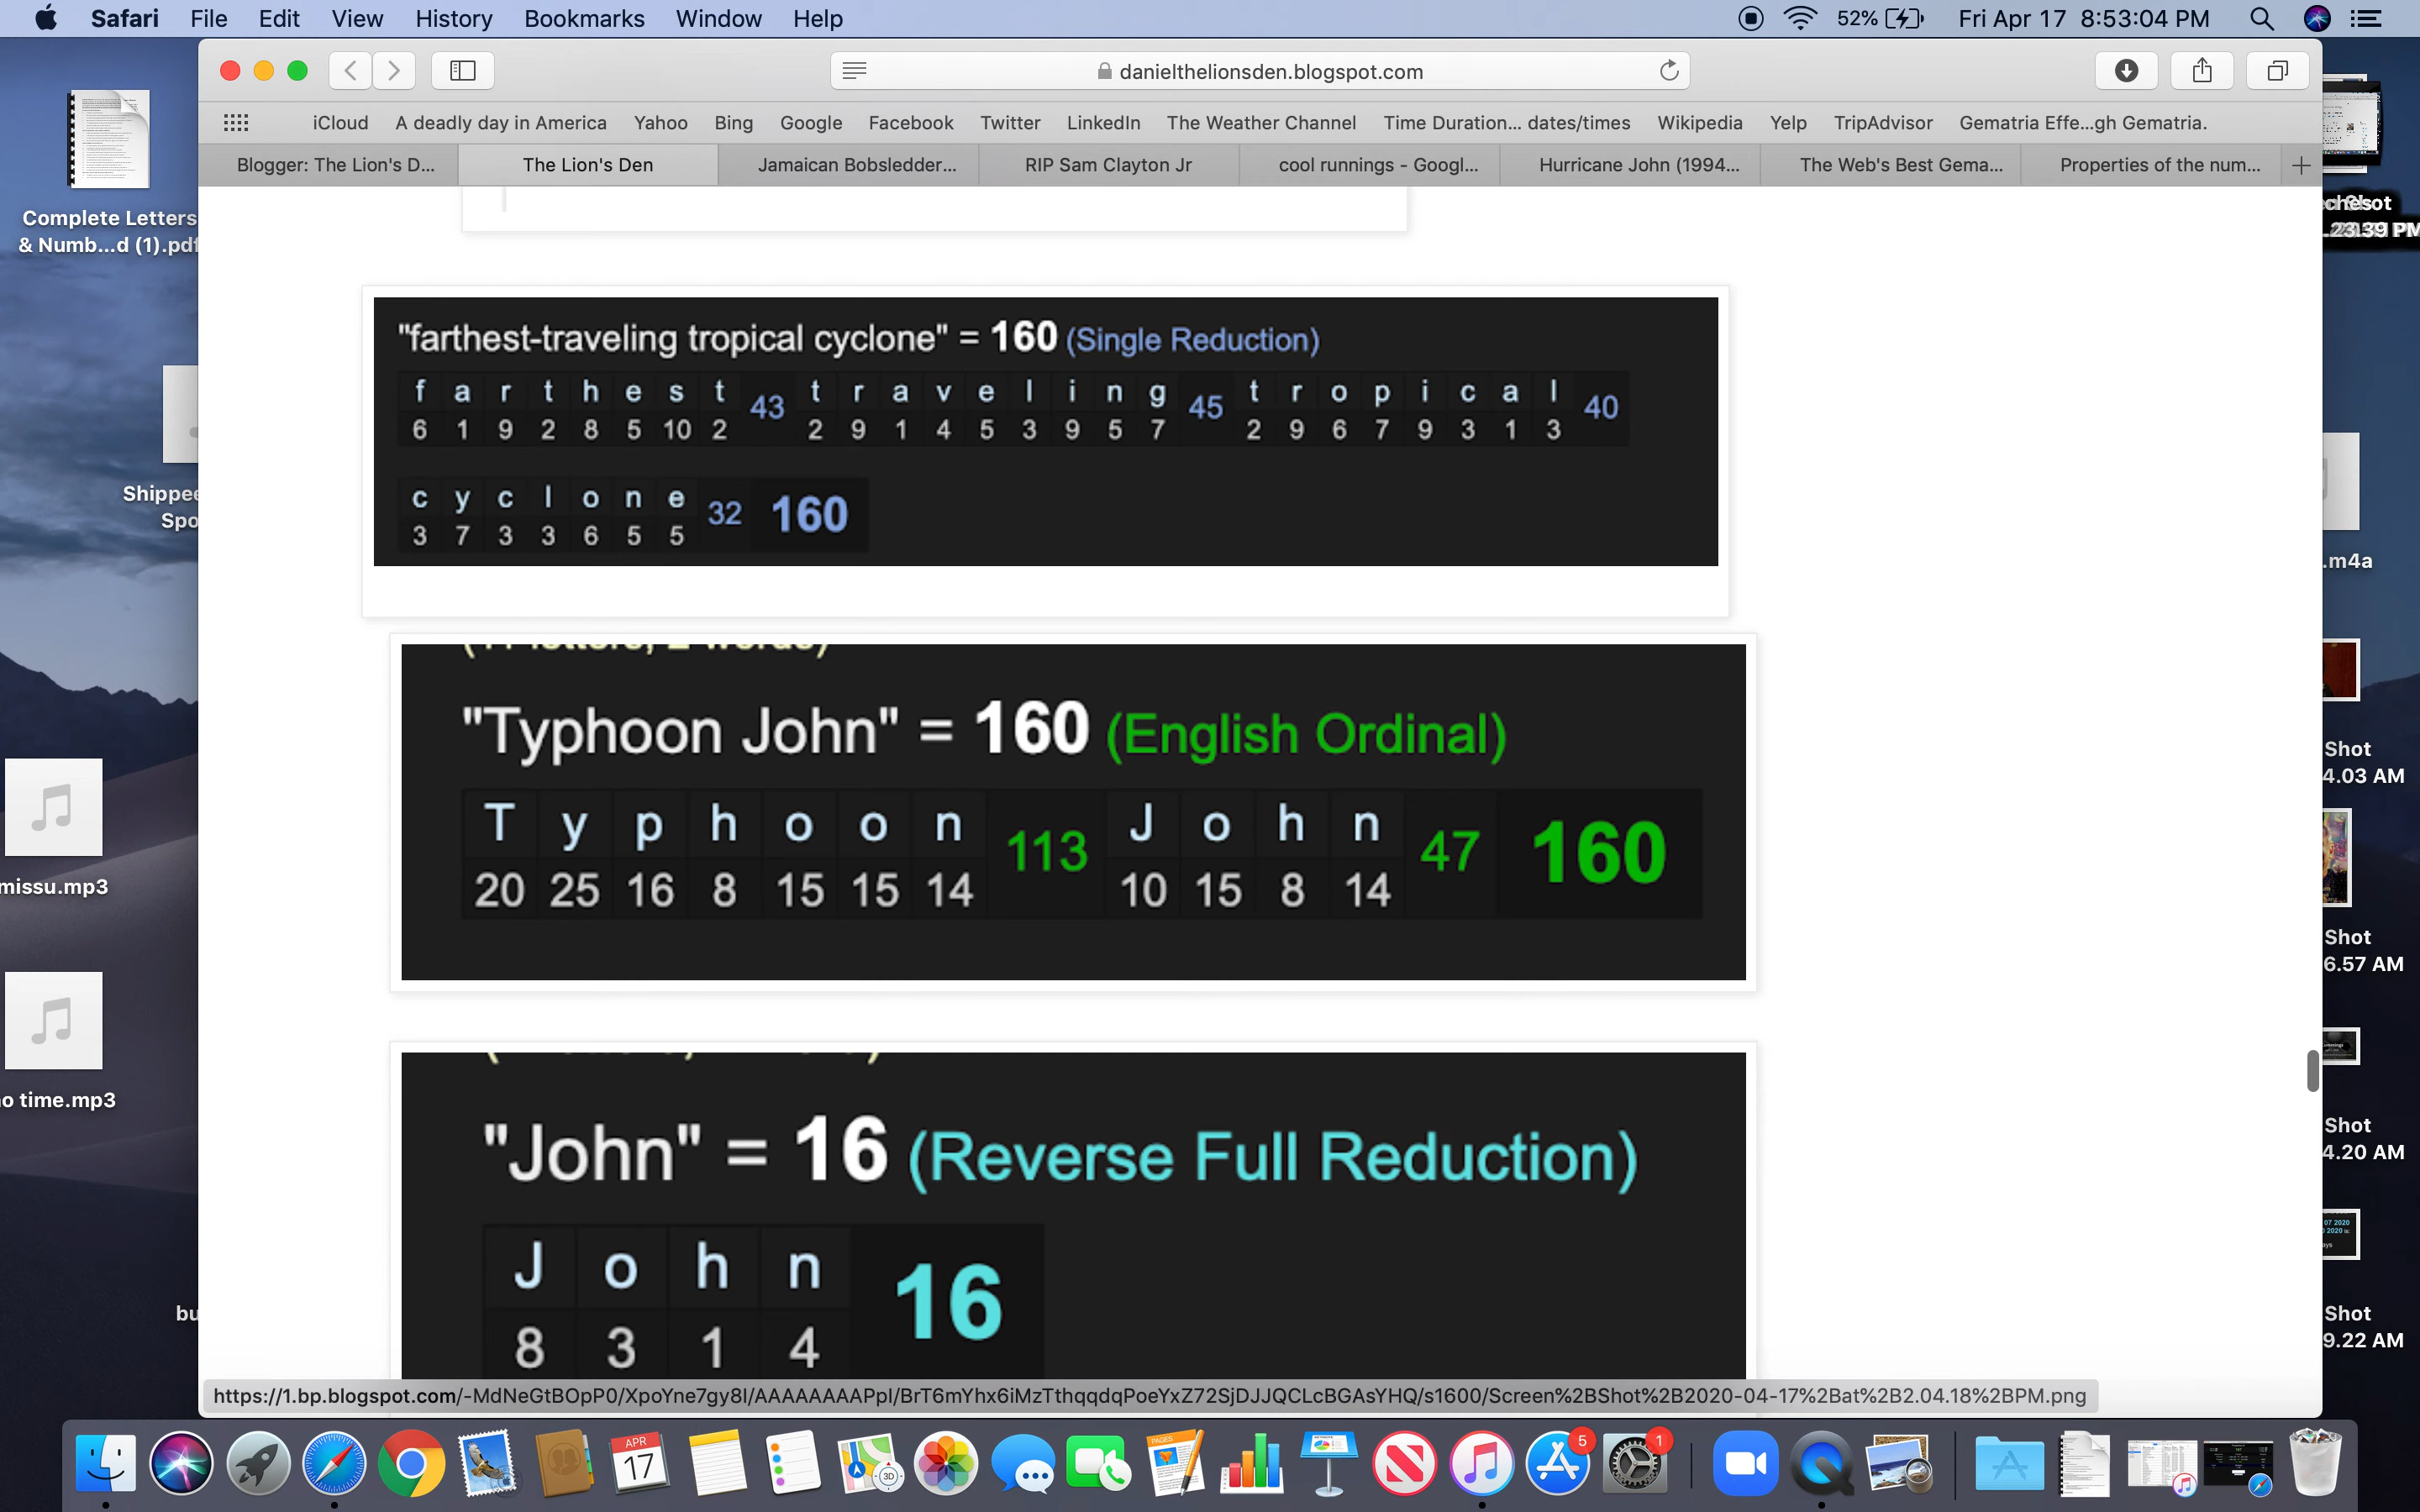 Safari File Edit View History Bookmarks Window Help 52% Fri Apr 17 8:53:04 PM
danielthelionsden.blogspot.com
iCloud A deadly day in America Yahoo Bing Google Facebook Twitter LinkedIn The Weather Channel Time Duration... dates/times Wikipedia Yelp TripAdvisor Gematria Effe...gh Gematria.
Blogger: The Lion's D... The Lion's Den Jamaican Bobsledder... RIP Sam Clayton Jr cool runnings - Googl... Hurricane John (1994... The Web's Best Gema... Properties of the num...
Complete Letters
& Numb...d (1).pdf
"farthest-traveling tropical cyclone" = 160 (Single Reduction)
f a r t h e s t 43 t r a v e l i n g 45 t r o p i c a l 40
6 1 9 2 8 5 10 2 2 9 1 4 5 3 9 5 7 2 9 6 7 9 3 1 3
c y c l o n e 32 160
3 7 3 3 6 5 5
Shippee
Spo
.m4a
"Typhoon John" = 160 (English Ordinal)
T y p h o o n 113 J o h n 47 160
20 25 16 8 15 15 14 10 15 8 14
Shot
4.03 AM
missu.mp3
Shot
6.57 AM
"John" = 16 (Reverse Full Reduction)
J o h n 16
8 3 1 4
o time.mp3
Shot
4.20 AM
bu
Shot
9.22 AM
https://1.bp.blogspot.com/-MdNeGtBOpP0/XpoYne7gy8I/AAAAAAAAPpI/BrT6mYhx6iMzTthqqdqPoeYxZ72SjDJJQCLcBGAsYHQ/s1600/Screen%2BShot%2B2020-04-17%2Bat%2B2.04.18%2BPM.png
APR
17
3D
PAGES
5
1